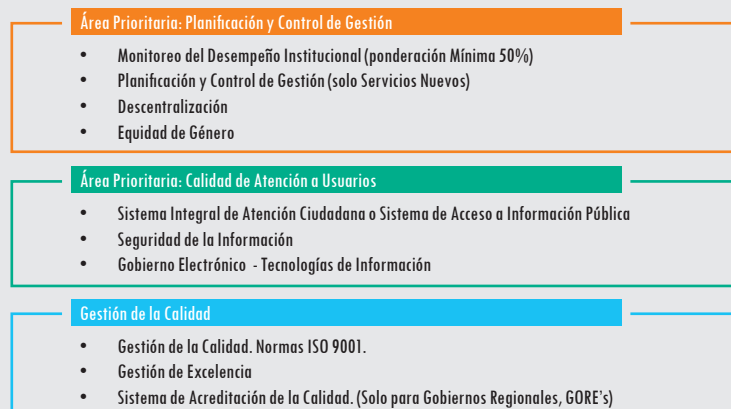 Área Prioritaria: Planificación y Control de Gestión
• Monitoreo del Desempeño Institucional (ponderación Mínima 50%)
• Planificación y Control de Gestión (solo Servicios Nuevos)
• Descentralización
• Equidad de Género
Área Prioritaria: Calidad de Atención a Usuarios
• Sistema Integral de Atención Ciudadana o Sistema de Acceso a Información Pública
• Seguridad de la Información
• Gobierno Electrónico - Tecnologías de Información
Gestión de la Calidad
• Gestión de la Calidad. Normas ISO 9001.
• Gestión de Excelencia
• Sistema de Acreditación de la Calidad. (Solo para Gobiernos Regionales, GORE's)